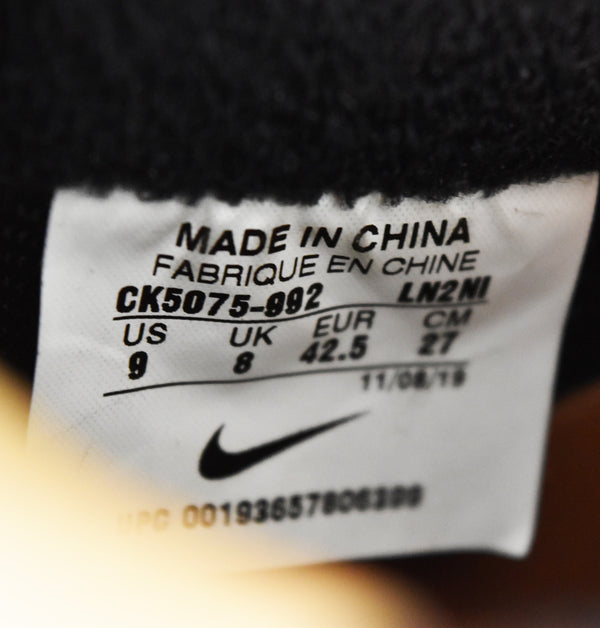 MADE IN CHINA
FABRIQUE EN CHINE
CK5075-992 LN2NI
US UK EUR CM
9 8 42.5 27
11/08/19
UPC